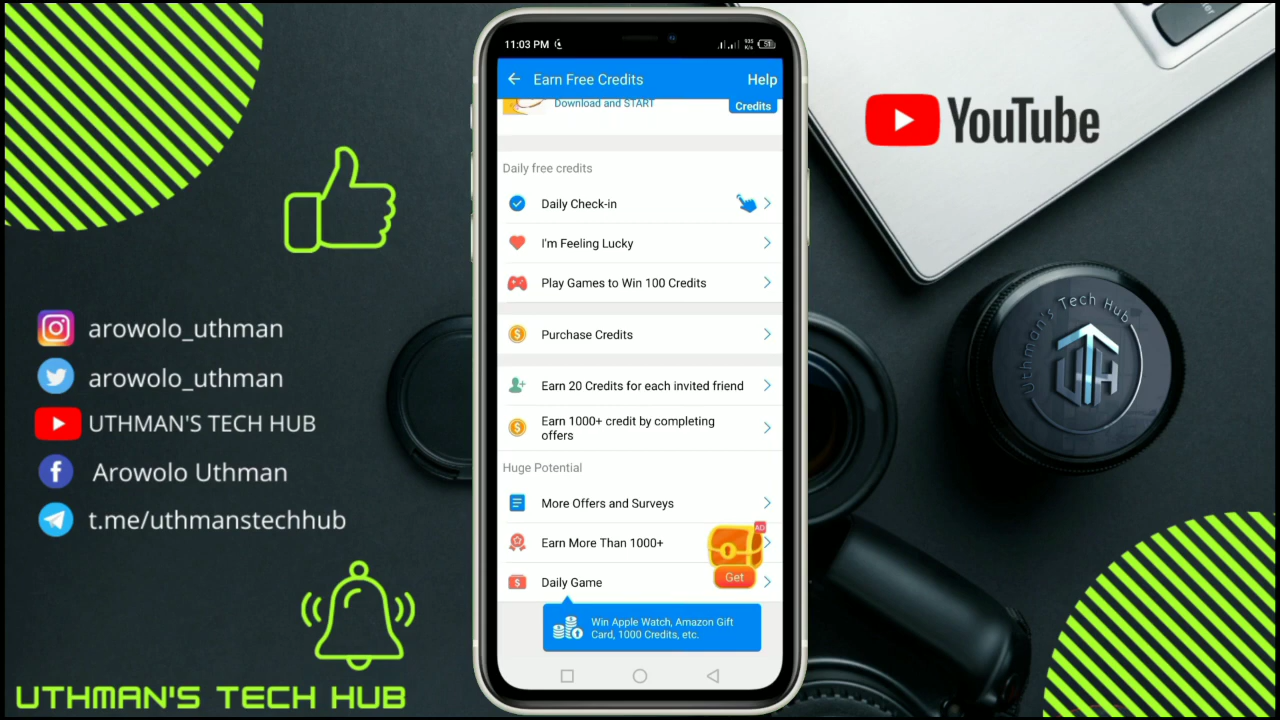 11:03 PM
935
K/s
51
Earn Free Credits
Help
Download and START
Credits
Daily free credits
Daily Check-in
I'm Feeling Lucky
Play Games to Win 100 Credits
Purchase Credits
Earn 20 Credits for each invited friend
Earn 1000+ credit by completing
offers
Huge Potential
More Offers and Surveys
Earn More Than 1000+
AD
Get
Daily Game
Win Apple Watch, Amazon Gift
Card, 1000 Credits, etc.
arowolo_uthman
arowolo_uthman
UTHMAN'S TECH HUB
Arowolo Uthman
t.me/uthmanstechhub
UTHMAN'S TECH HUB
YouTube
Uthman's Tech Hub
UTH